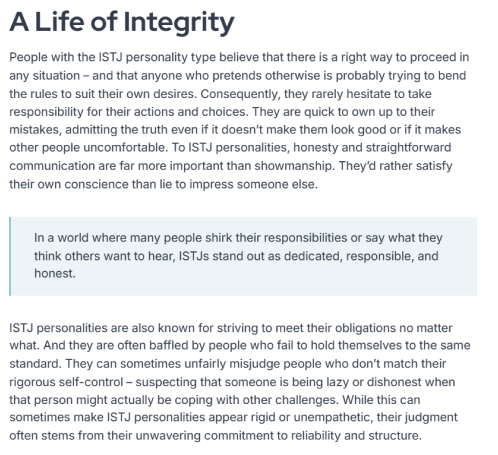 A Life of Integrity
People with the ISTJ personality type believe that there is a right way to proceed in
any situation – and that anyone who pretends otherwise is probably trying to bend
the rules to suit their own desires. Consequently, they rarely hesitate to take
responsibility for their actions and choices. They are quick to own up to their
mistakes, admitting the truth even if it doesn’t make them look good or if it makes
other people uncomfortable. To ISTJ personalities, honesty and straightforward
communication are far more important than showmanship. They’d rather satisfy
their own conscience than lie to impress someone else.
In a world where many people shirk their responsibilities or say what they
think others want to hear, ISTJs stand out as dedicated, responsible, and
honest.
ISTJ personalities are also known for striving to meet their obligations no matter
what. And they are often baffled by people who fail to hold themselves to the same
standard. They can sometimes unfairly misjudge people who don’t match their
rigorous self-control – suspecting that someone is being lazy or dishonest when
that person might actually be coping with other challenges. While this can
sometimes make ISTJ personalities appear rigid or unempathetic, their judgment
often stems from their unwavering commitment to reliability and structure.